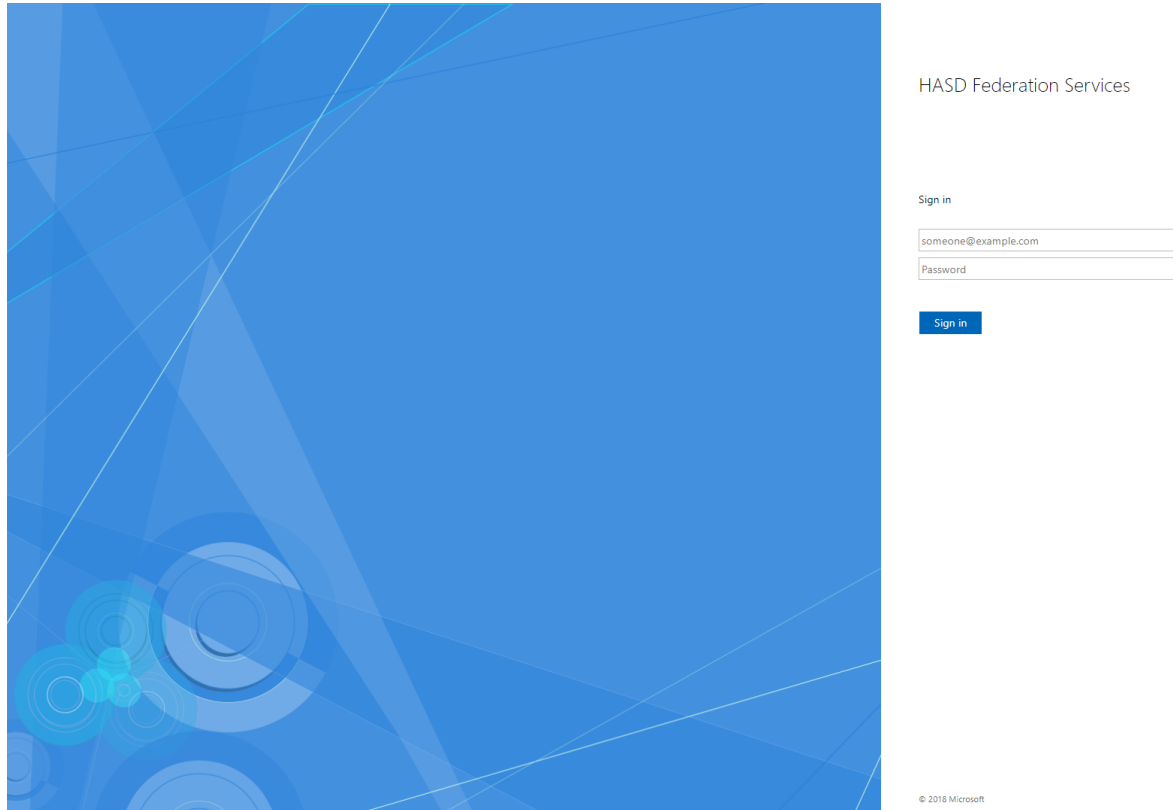 HASD Federation Services
Sign in
someone@example.com
Password
Sign in
© 2018 Microsoft